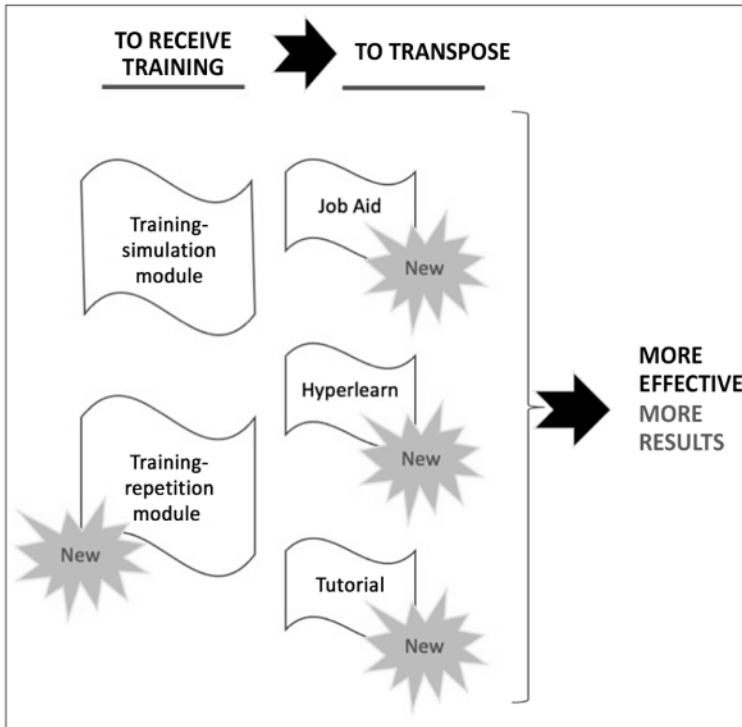 TO RECEIVE
TRAINING
TO TRANSPOSE
Training-
simulation
module
Job Aid
New
Hyperlearn
New
Training-
repetition
module
New
Tutorial
New
MORE
EFFECTIVE
MORE
RESULTS